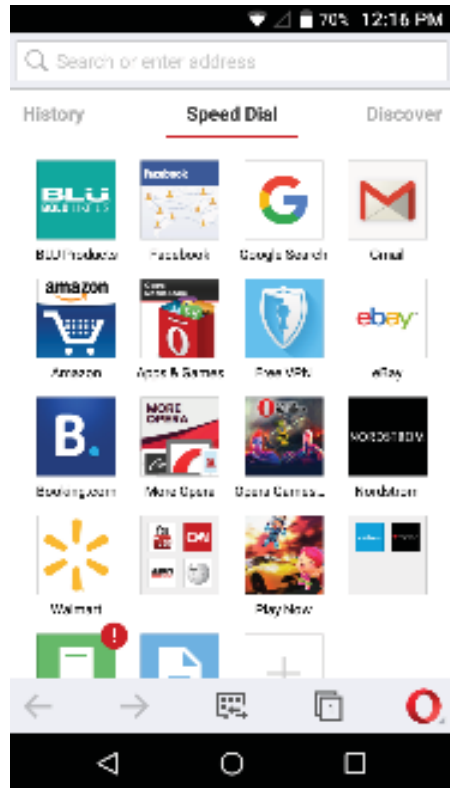 70% 12:16 PM
Search or enter address
History Speed Dial Discover
BLU
Facebook
BLU Products Facebook Google Search Gmail
amazon
ebay
Amazon Apps & Games Free VPN eBay
B.
MORE
OPERA
NORDSTROM
Booking.com More Opera Opera Games... Nordstrom
Walmart Play Now